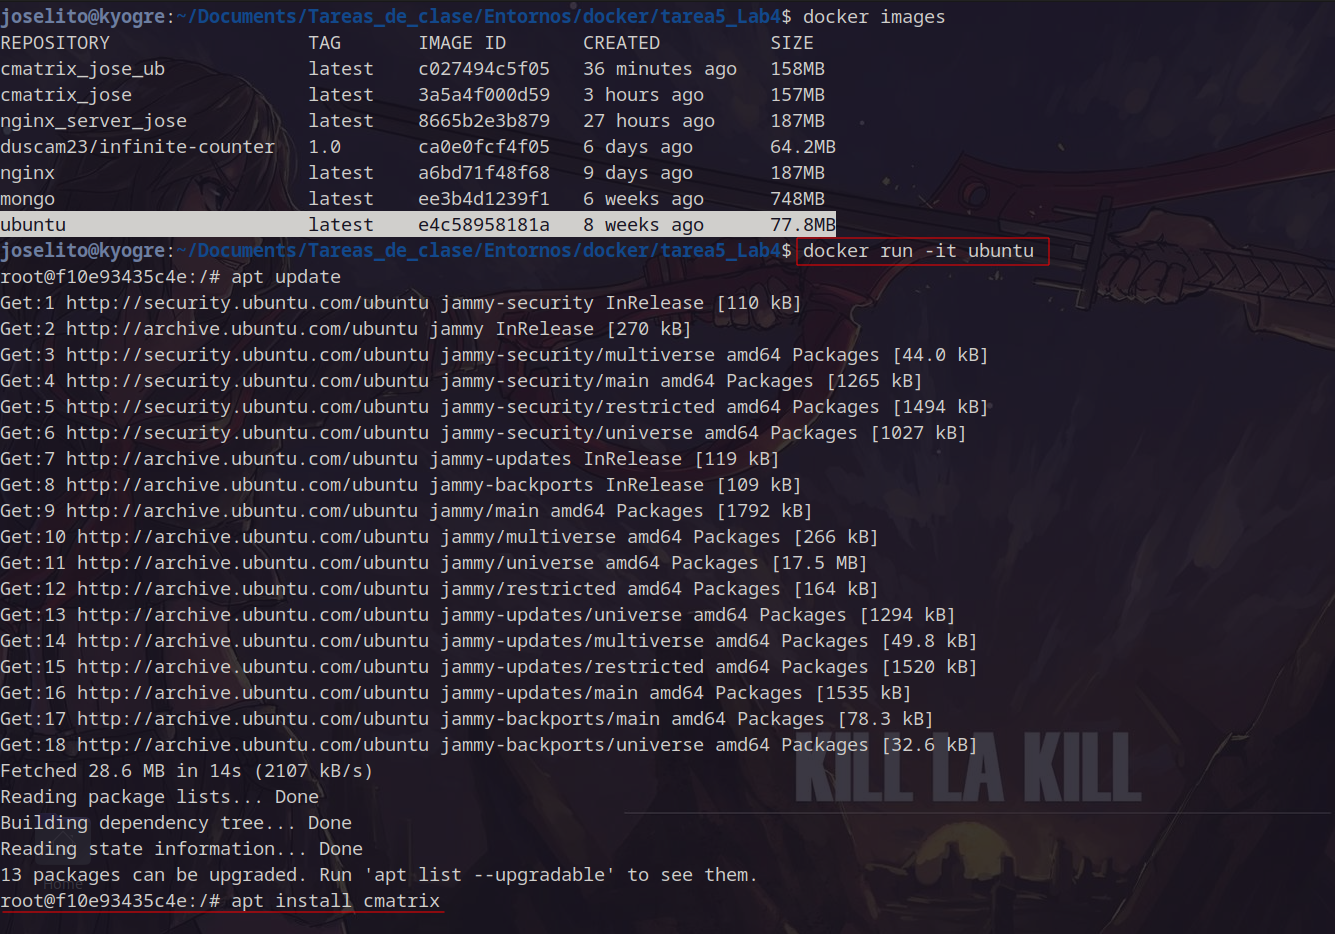 joselito@kyogre:~/Documents/Tareas_de_clase/Entornos/docker/tarea5_Lab4$ docker images
REPOSITORY TAG IMAGE ID CREATED SIZE
cmatrix_jose_ub latest c027494c5f05 36 minutes ago 158MB
cmatrix_jose latest 3a5a4f000d59 3 hours ago 157MB
nginx_server_jose latest 8665b2e3b879 27 hours ago 187MB
duscam23/infinite-counter 1.0 ca0e0fcf4f05 6 days ago 64.2MB
nginx latest a6bd71f48f68 9 days ago 187MB
mongo latest ee3b4d1239f1 6 weeks ago 748MB
ubuntu latest e4c58958181a 8 weeks ago 77.8MB
joselito@kyogre:~/Documents/Tareas_de_clase/Entornos/docker/tarea5_Lab4$ docker run -it ubuntu
root@f10e93435c4e:/# apt update
Get:1 http://security.ubuntu.com/ubuntu jammy-security InRelease [110 kB]
Get:2 http://archive.ubuntu.com/ubuntu jammy InRelease [270 kB]
Get:3 http://security.ubuntu.com/ubuntu jammy-security/multiverse amd64 Packages [44.0 kB]
Get:4 http://security.ubuntu.com/ubuntu jammy-security/main amd64 Packages [1265 kB]
Get:5 http://security.ubuntu.com/ubuntu jammy-security/restricted amd64 Packages [1494 kB]
Get:6 http://security.ubuntu.com/ubuntu jammy-security/universe amd64 Packages [1027 kB]
Get:7 http://archive.ubuntu.com/ubuntu jammy-updates InRelease [119 kB]
Get:8 http://archive.ubuntu.com/ubuntu jammy-backports InRelease [109 kB]
Get:9 http://archive.ubuntu.com/ubuntu jammy/main amd64 Packages [1792 kB]
Get:10 http://archive.ubuntu.com/ubuntu jammy/multiverse amd64 Packages [266 kB]
Get:11 http://archive.ubuntu.com/ubuntu jammy/universe amd64 Packages [17.5 MB]
Get:12 http://archive.ubuntu.com/ubuntu jammy/restricted amd64 Packages [164 kB]
Get:13 http://archive.ubuntu.com/ubuntu jammy-updates/universe amd64 Packages [1294 kB]
Get:14 http://archive.ubuntu.com/ubuntu jammy-updates/multiverse amd64 Packages [49.8 kB]
Get:15 http://archive.ubuntu.com/ubuntu jammy-updates/restricted amd64 Packages [1520 kB]
Get:16 http://archive.ubuntu.com/ubuntu jammy-updates/main amd64 Packages [1535 kB]
Get:17 http://archive.ubuntu.com/ubuntu jammy-backports/main amd64 Packages [78.3 kB]
Get:18 http://archive.ubuntu.com/ubuntu jammy-backports/universe amd64 Packages [32.6 kB]
KILL LA KILL
Fetched 28.6 MB in 14s (2107 kB/s)
Reading package lists... Done
Building dependency tree... Done
Reading state information... Done
13 packages can be upgraded. Run 'apt list --upgradable' to see them.
Home
root@f10e93435c4e:/# apt install cmatrix